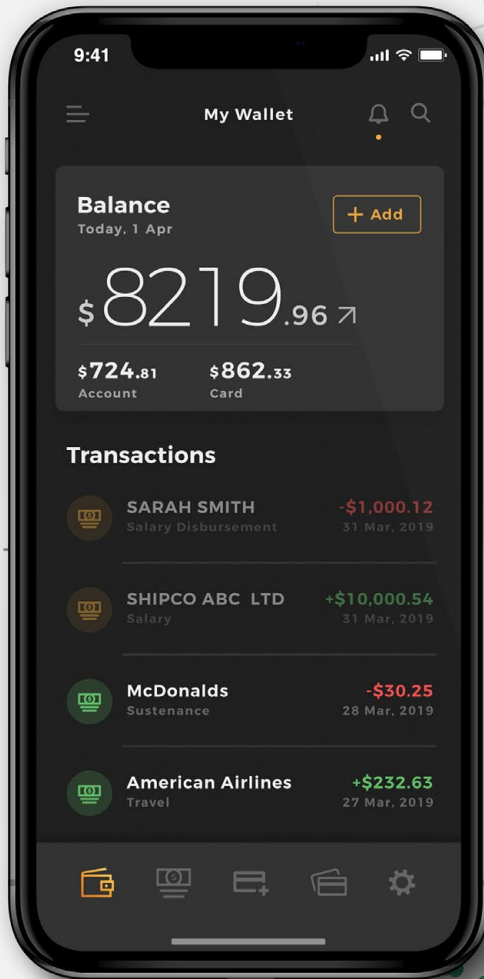 9:41
My Wallet
Balance
+ Add
Today, 1 Apr
$8219.96
$724.81 $862.33
Account Card
Transactions
SARAH SMITH -$1,000.12
Salary Disbursement 31 Mar, 2019
SHIPCO ABC LTD +$10,000.54
Salary 31 Mar, 2019
McDonalds -$30.25
Sustenance 28 Mar, 2019
American Airlines +$232.63
Travel 27 Mar, 2019